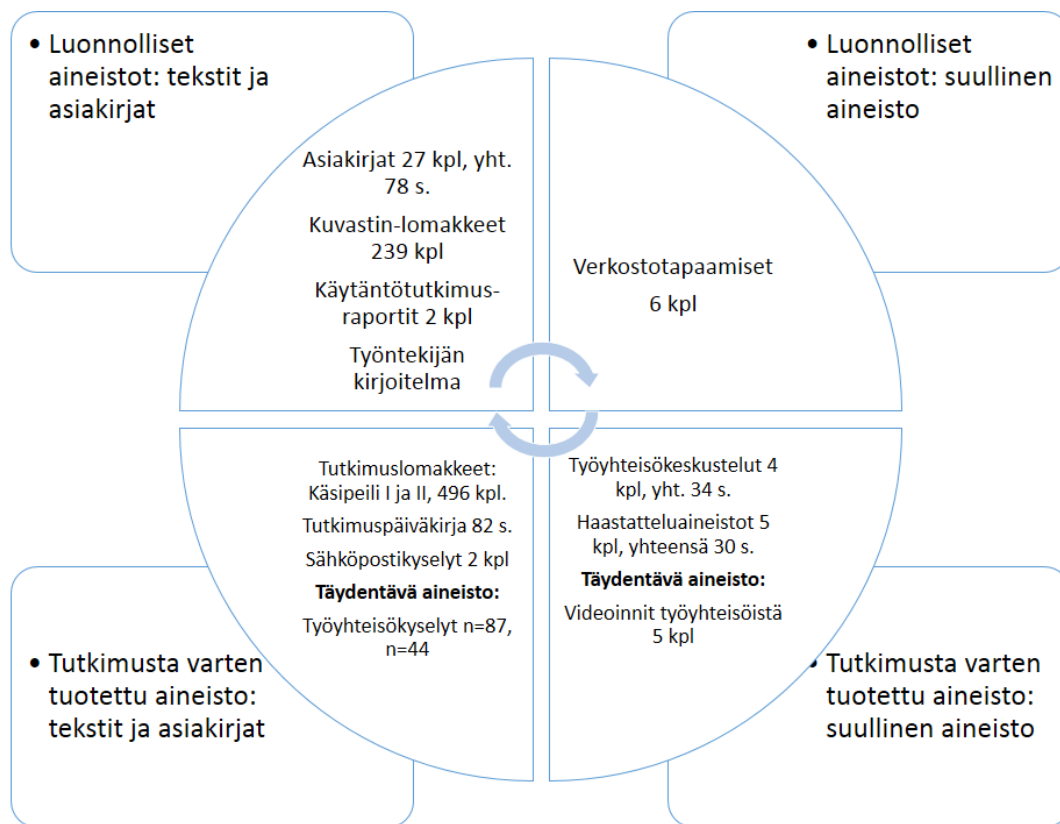 • Luonnolliset
aineistot: tekstit ja
asiakirjat
• Luonnolliset
aineistot: suullinen
aineisto
Asiakirjat 27 kpl, yht.
78 s.
Kuvastin-lomakkeet
239 kpl
Käytäntötutkimus-
raportit 2 kpl
Työntekijän
kirjoitelma
Verkostotapaamiset
6 kpl
Tutkimuslomakkeet:
Käsipeili I ja II, 496 kpl.
Tutkimuspäiväkirja 82 s.
Sähköpostikyselyt 2 kpl
Täydentävä aineisto:
Työyhteisökyselyt n=87,
n=44
Työyhteisökeskustelut 4
kpl, yht. 34 s.
Haastatteluaineistot 5
kpl, yhteensä 30 s.
Täydentävä aineisto:
Videoinnit työyhteisöistä
5 kpl
• Tutkimusta varten
tuotettu aineisto:
tekstit ja asiakirjat
• Tutkimusta varten
tuotettu aineisto:
suullinen aineisto